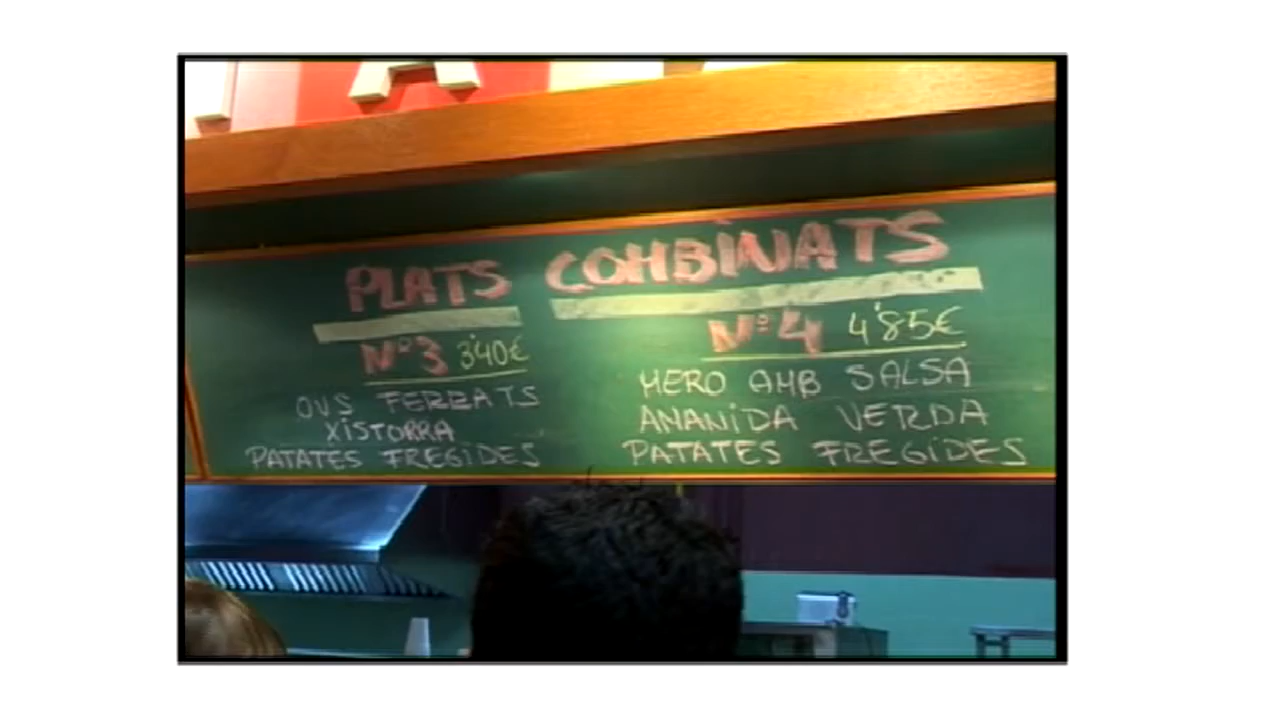 PLATS COMBINATS
Nº3 3'40€
OUS FERRATS
XISTORRA
PATATES FREGIDES
Nº4 4'85€
MERO AMB SALSA
AMANIDA VERDA
PATATES FREGIDES